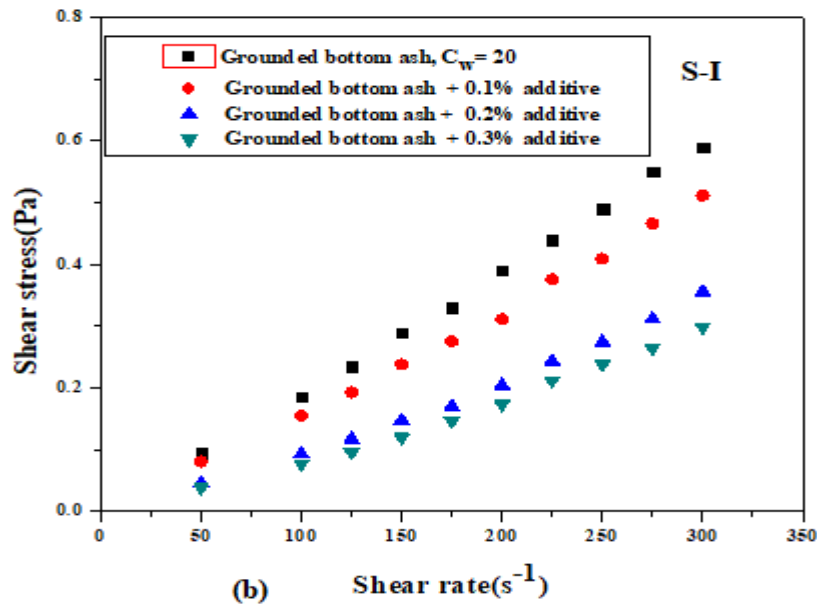 0.8
0.6
0.4
0.2
0.0
Shear stress(Pa)
Grounded bottom ash, C_w= 20
Grounded bottom ash + 0.1% additive
Grounded bottom ash + 0.2% additive
Grounded bottom ash + 0.3% additive
S-I
0 50 100 150 200 250 300 350
(b) Shear rate(s⁻¹)